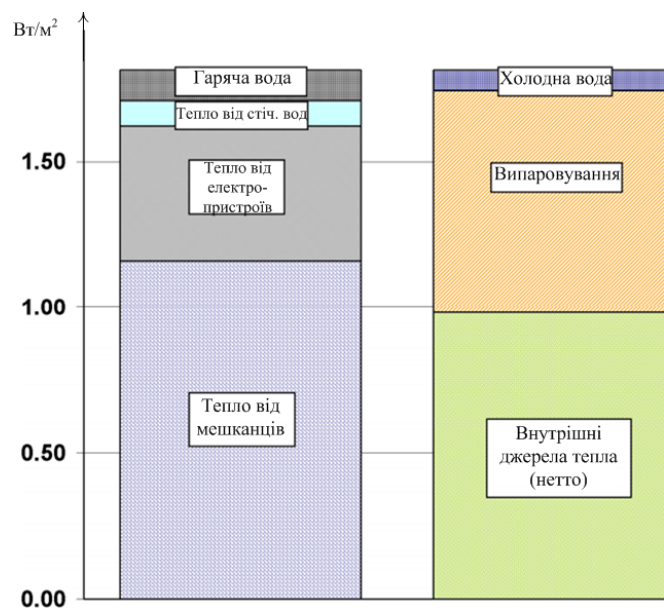 Вт/м²
Гаряча вода
Холодна вода
Тепло від стіч. вод
1.50
Тепло від
електро-
пристроїв
Випаровування
1.00
Тепло від
мешканців
Внутрішні
джерела тепла
(нетто)
0.50
0.00